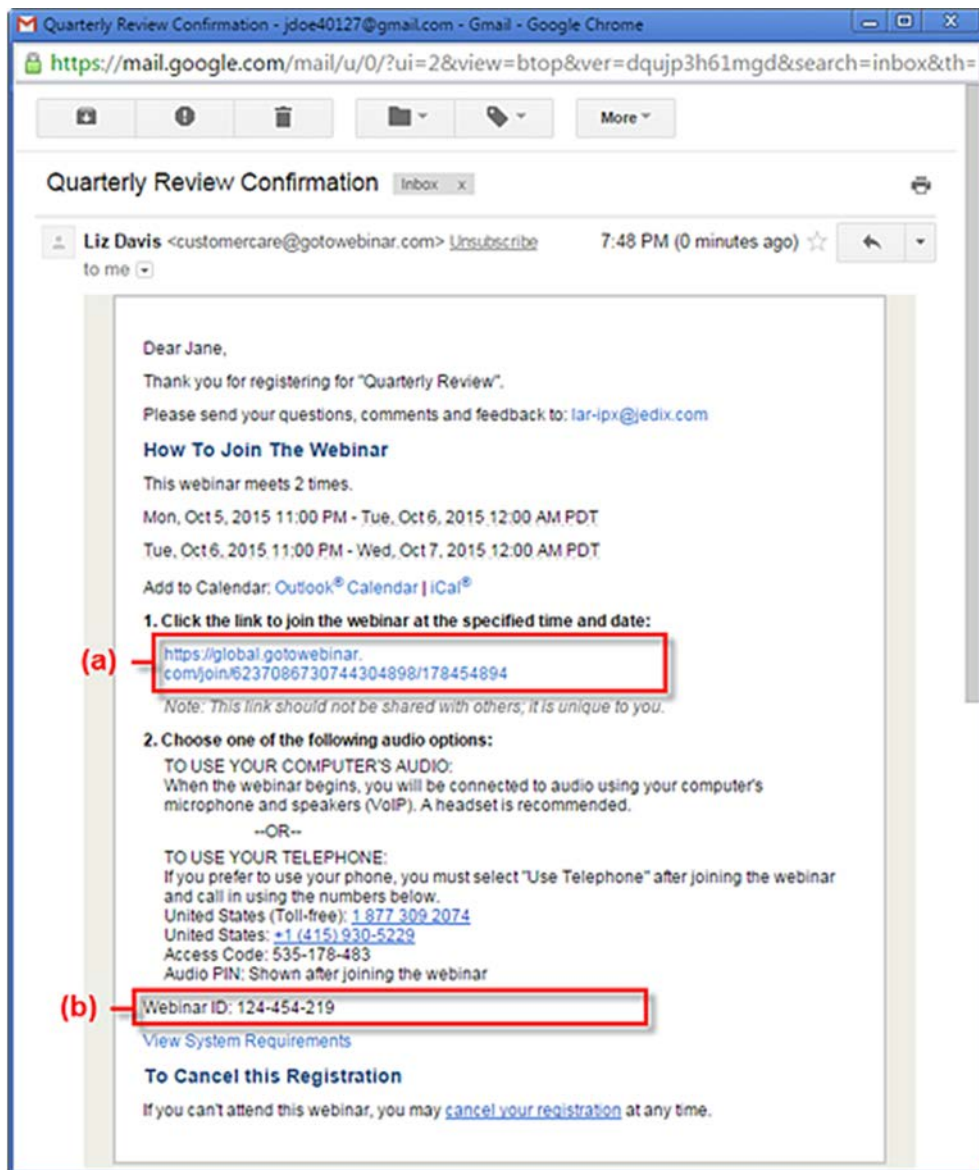 Quarterly Review Confirmation - jdoe40127@gmail.com - Gmail - Google Chrome
https://mail.google.com/mail/u/0/?ui=2&view=btop&ver=dqujp3h61mgd&search=inbox&th=
More
Quarterly Review Confirmation Inbox x
Liz Davis <customercare@gotowebinar.com> Unsubscribe 7:48 PM (0 minutes ago)
to me
Dear Jane,
Thank you for registering for "Quarterly Review".
Please send your questions, comments and feedback to: lar-ipx@jedix.com
How To Join The Webinar
This webinar meets 2 times.
Mon, Oct 5, 2015 11:00 PM - Tue, Oct 6, 2015 12:00 AM PDT
Tue, Oct 6, 2015 11:00 PM - Wed, Oct 7, 2015 12:00 AM PDT
Add to Calendar: Outlook® Calendar | iCal®
1. Click the link to join the webinar at the specified time and date:
(a)
https://global.gotowebinar.
com/join/6237086730744304898/178454894
Note: This link should not be shared with others; it is unique to you.
2. Choose one of the following audio options:
TO USE YOUR COMPUTER'S AUDIO:
When the webinar begins, you will be connected to audio using your computer's
microphone and speakers (VoIP). A headset is recommended.
--OR--
TO USE YOUR TELEPHONE:
If you prefer to use your phone, you must select "Use Telephone" after joining the webinar
and call in using the numbers below.
United States (Toll-free): 1 877 309 2074
United States: +1 (415) 930-5229
Access Code: 535-178-483
Audio PIN: Shown after joining the webinar
(b)
Webinar ID: 124-454-219
View System Requirements
To Cancel this Registration
If you can't attend this webinar, you may cancel your registration at any time.